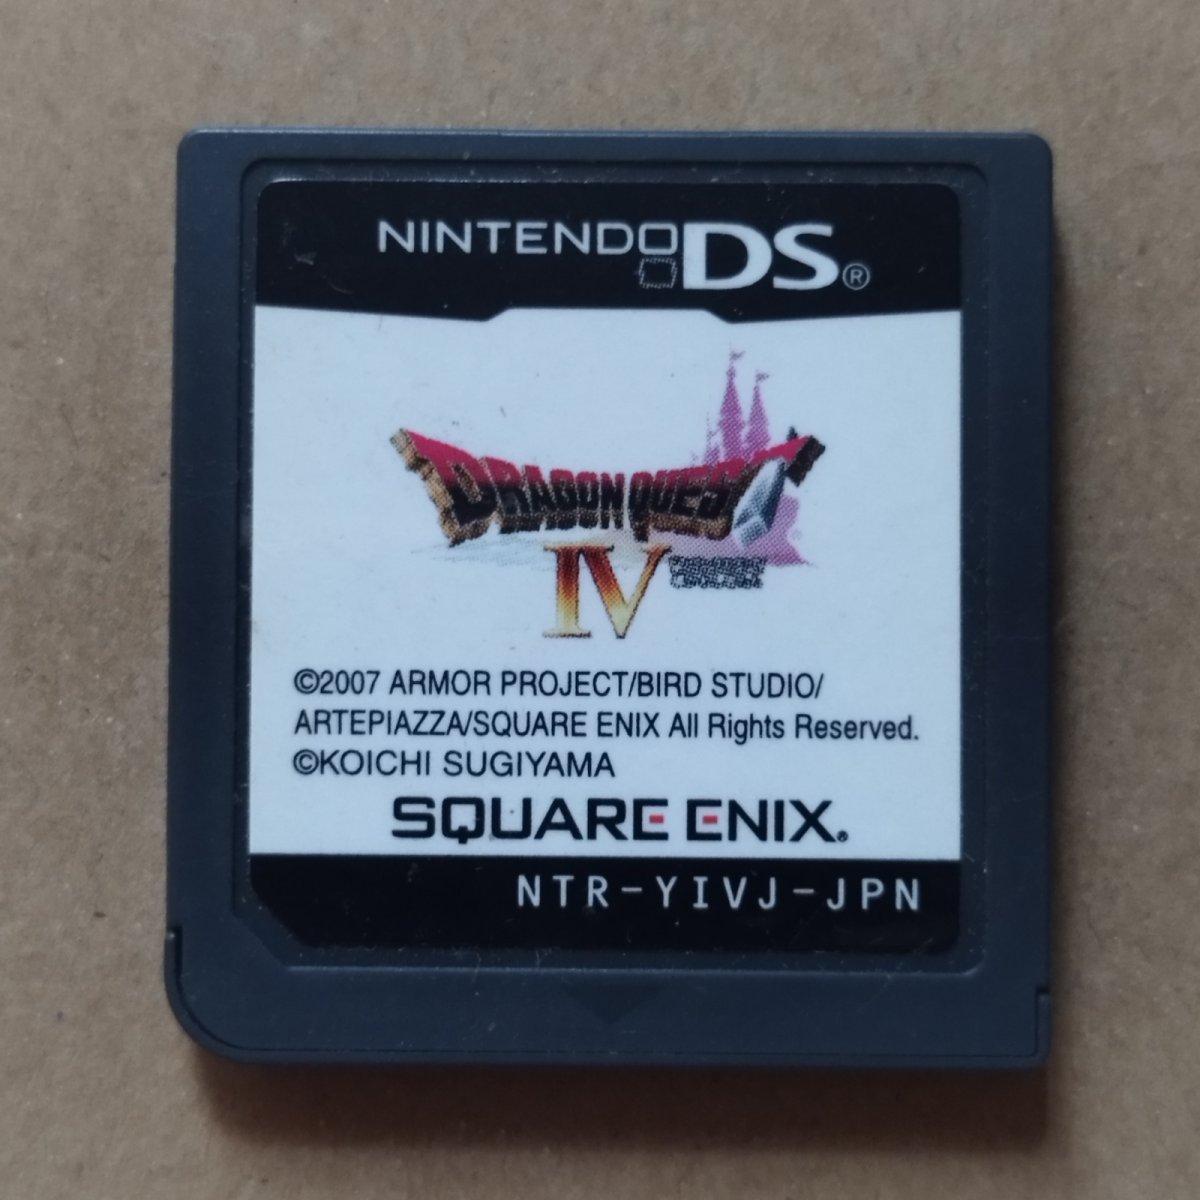 NINTENDO DS®
DRAGON QUEST
IV
©2007 ARMOR PROJECT/BIRD STUDIO/
ARTEPIAZZA/SQUARE ENIX All Rights Reserved.
©KOICHI SUGIYAMA
SQUARE ENIX®
NTR-YIVJ-JPN